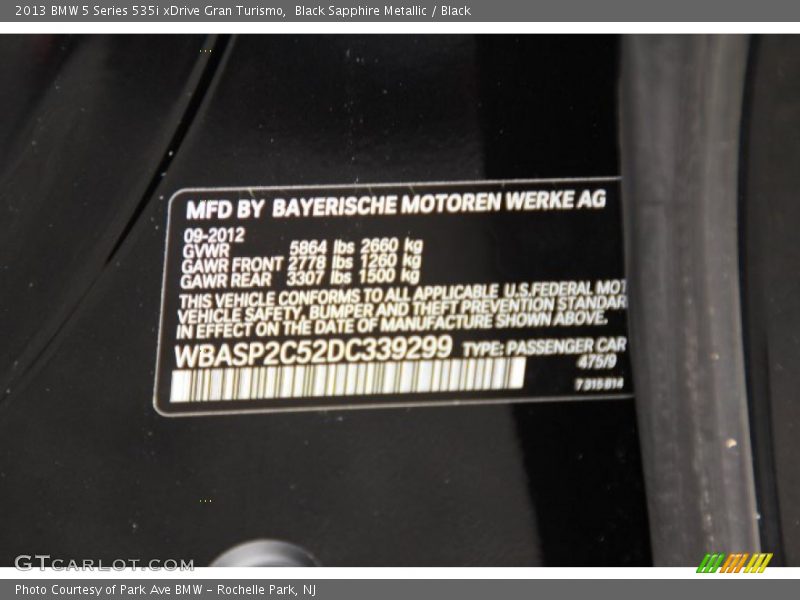 2013 BMW 5 Series 535i xDrive Gran Turismo, Black Sapphire Metallic / Black
MFD BY BAYERISCHE MOTOREN WERKE AG
09-2012
GVWR 5864 lbs 2660 kg
GAWR FRONT 2778 lbs 1260 kg
GAWR REAR 3307 lbs 1500 kg
THIS VEHICLE CONFORMS TO ALL APPLICABLE U.S.FEDERAL MOT
VEHICLE SAFETY, BUMPER AND THEFT PREVENTION STANDAR
IN EFFECT ON THE DATE OF MANUFACTURE SHOWN ABOVE.
WBASP2C52DC339299 TYPE: PASSENGER CAR
475/9
7 315 814
GTCARLOT.COM
Photo Courtesy of Park Ave BMW - Rochelle Park, NJ